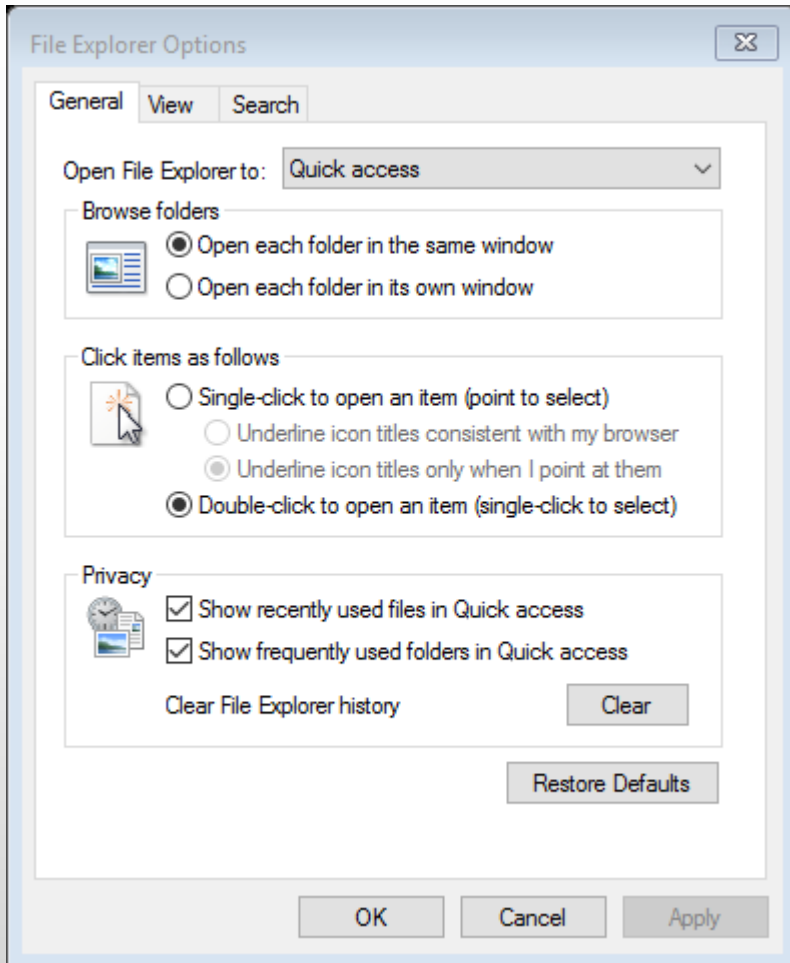 File Explorer Options
General View Search
Open File Explorer to: Quick access
Browse folders
Open each folder in the same window
Open each folder in its own window
Click items as follows
Single-click to open an item (point to select)
Underline icon titles consistent with my browser
Underline icon titles only when I point at them
Double-click to open an item (single-click to select)
Privacy
Show recently used files in Quick access
Show frequently used folders in Quick access
Clear File Explorer history Clear
Restore Defaults
OK Cancel Apply